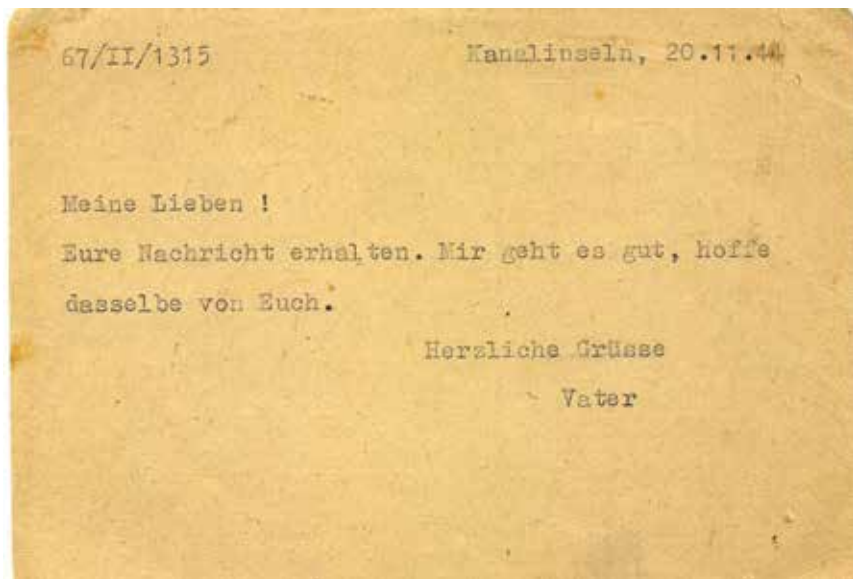 67/II/1315 Kanalinseln, 20.11.44
Meine Lieben !
Eure Nachricht erhalten. Mir geht es gut, hoffe
dasselbe von Euch.
Herzliche Grüsse
Vater